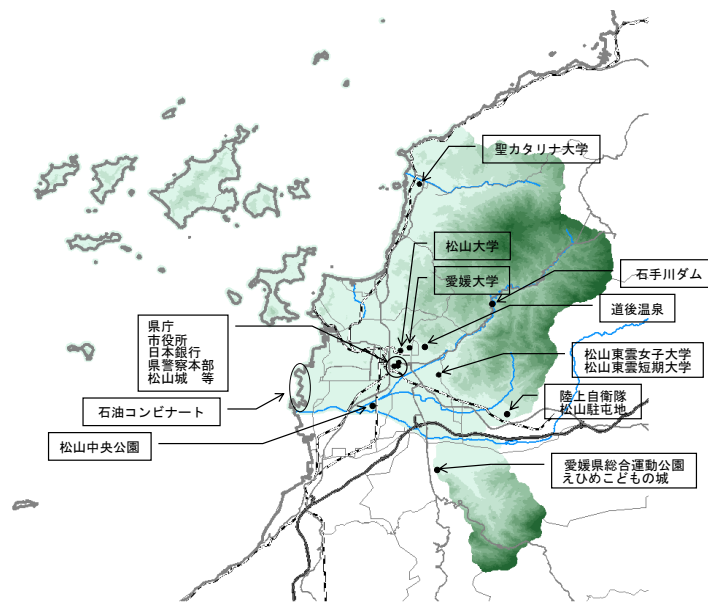 聖カタリナ大学
松山大学
愛媛大学
石手川ダム
道後温泉
県庁
市役所
日本銀行
県警察本部
松山城　等
松山東雲女子大学
松山東雲短期大学
石油コンビナート
陸上自衛隊
松山駐屯地
松山中央公園
愛媛県総合運動公園
えひめこどもの城